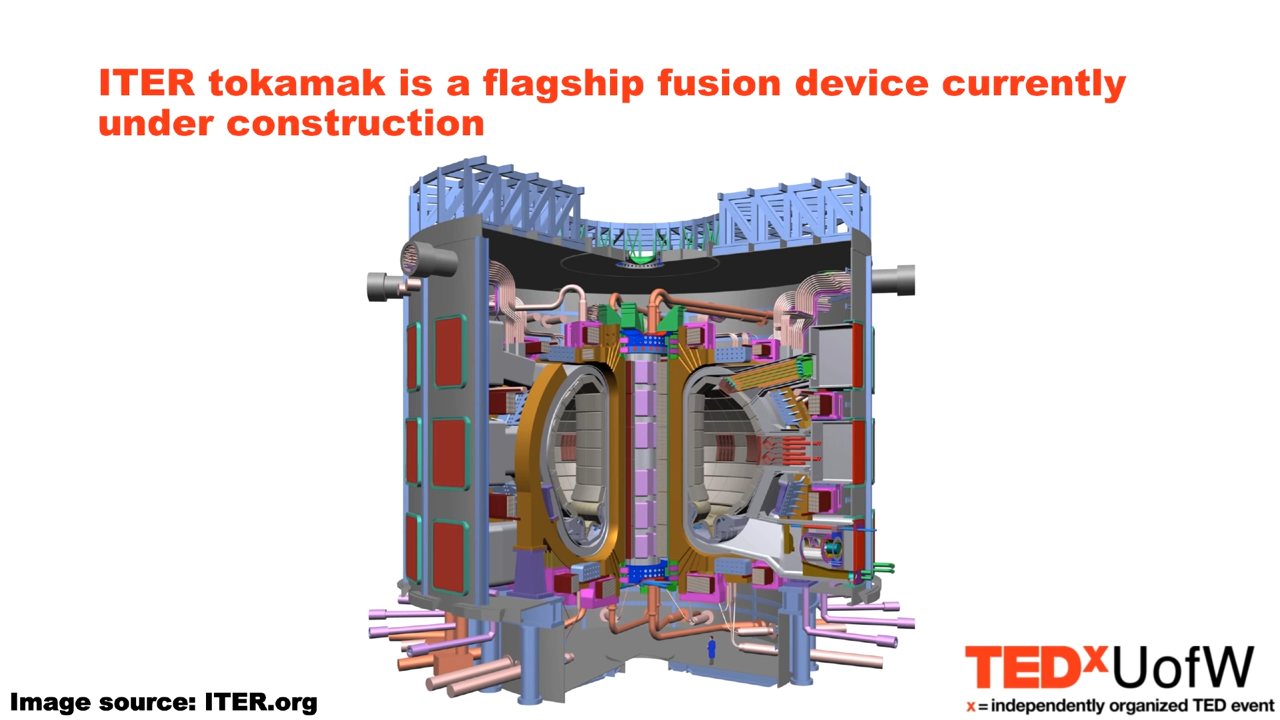 ITER tokamak is a flagship fusion device currently
under construction
Image source: ITER.org
TEDxUofW
x = independently organized TED event